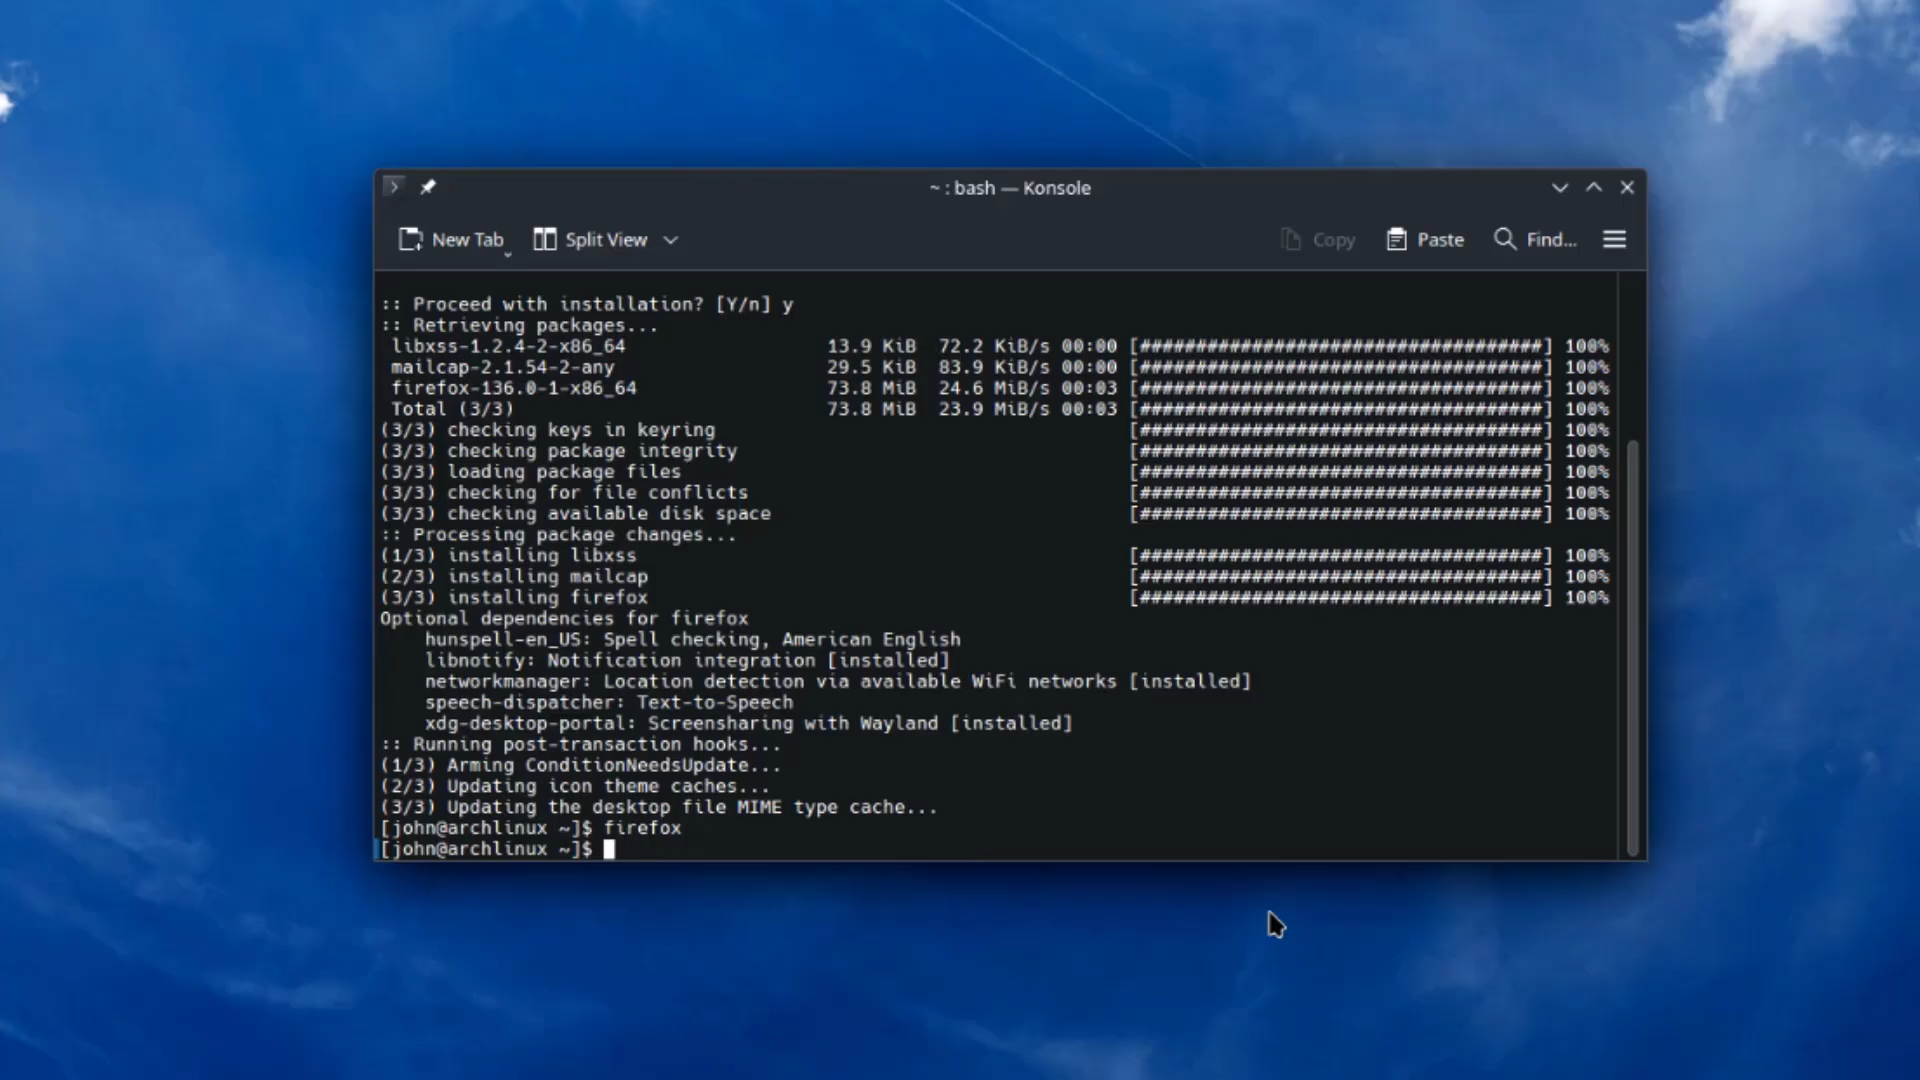 ~ : bash — Konsole
New Tab Split View Copy Paste Find...
:: Proceed with installation? [Y/n] y
:: Retrieving packages...
libxss-1.2.4-2-x86_64 13.9 KiB 72.2 KiB/s 00:00 [####################################] 100%
mailcap-2.1.54-2-any 29.5 KiB 83.9 KiB/s 00:00 [####################################] 100%
firefox-136.0-1-x86_64 73.8 MiB 24.6 MiB/s 00:03 [####################################] 100%
Total (3/3) 73.8 MiB 23.9 MiB/s 00:03 [####################################] 100%
(3/3) checking keys in keyring [####################################] 100%
(3/3) checking package integrity [####################################] 100%
(3/3) loading package files [####################################] 100%
(3/3) checking for file conflicts [####################################] 100%
(3/3) checking available disk space [####################################] 100%
:: Processing package changes...
(1/3) installing libxss [####################################] 100%
(2/3) installing mailcap [####################################] 100%
(3/3) installing firefox [####################################] 100%
Optional dependencies for firefox
hunspell-en_US: Spell checking, American English
libnotify: Notification integration [installed]
networkmanager: Location detection via available WiFi networks [installed]
speech-dispatcher: Text-to-Speech
xdg-desktop-portal: Screensharing with Wayland [installed]
:: Running post-transaction hooks...
(1/3) Arming ConditionNeedsUpdate...
(2/3) Updating icon theme caches...
(3/3) Updating the desktop file MIME type cache...
[john@archlinux ~]$ firefox
[john@archlinux ~]$